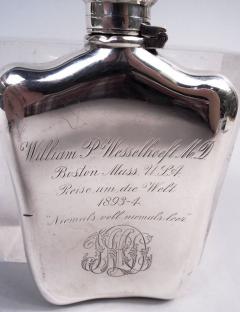 William P. Wesselhoeft M.D
Boston Mass. U.S.A.
Reise um die Welt
1893-4.
"Niemals voll niemals leer"